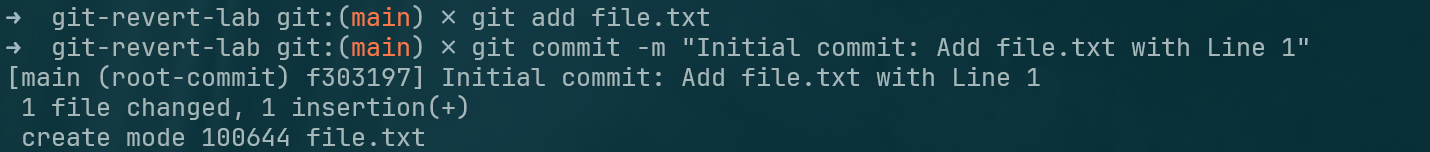 ➜  git-revert-lab git:(main) ✗ git add file.txt
➜  git-revert-lab git:(main) ✗ git commit -m "Initial commit: Add file.txt with Line 1"
[main (root-commit) f303197] Initial commit: Add file.txt with Line 1
 1 file changed, 1 insertion(+)
 create mode 100644 file.txt